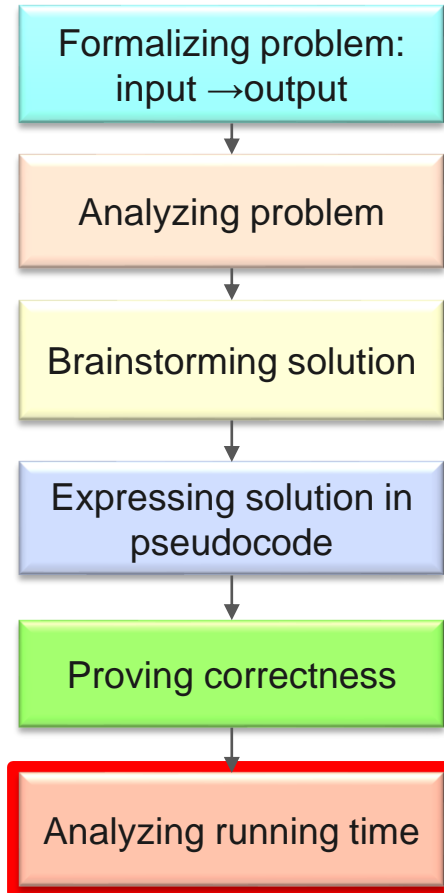 Formalizing problem:
input →output
Analyzing problem
Brainstorming solution
Expressing solution in
pseudocode
Proving correctness
Analyzing running time